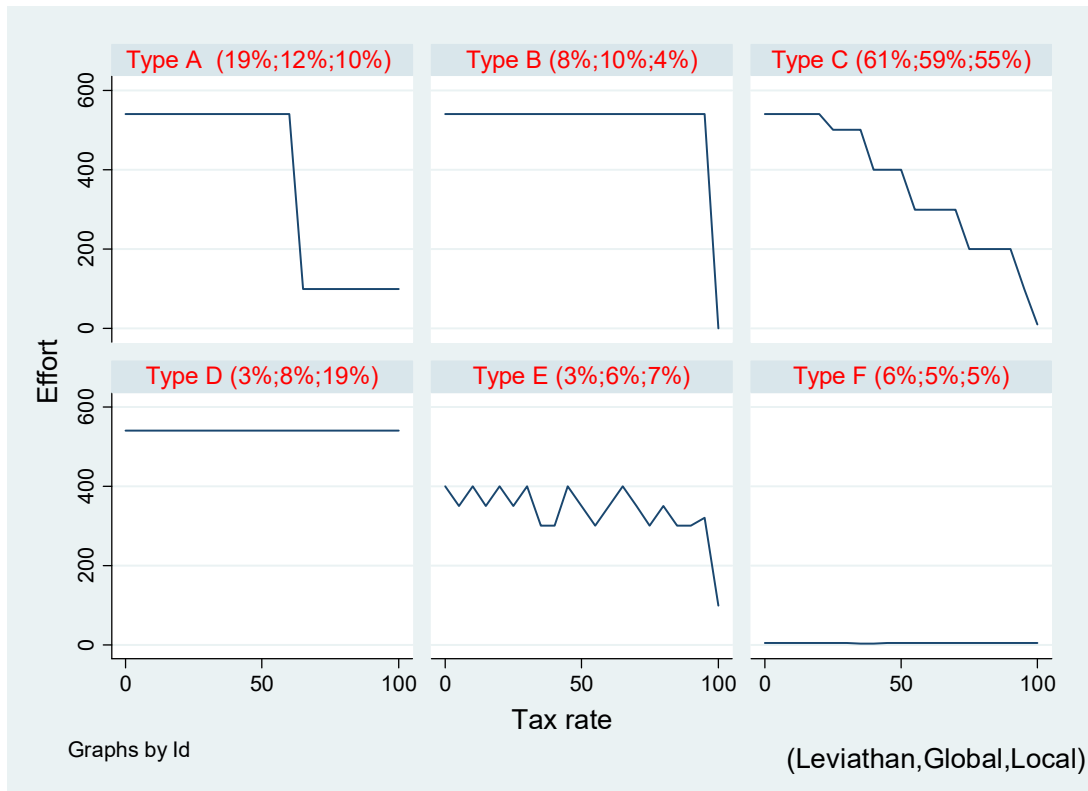 Type A  (19%;12%;10%)
Type B (8%;10%;4%)
Type C (61%;59%;55%)
600
400
200
0
Effort
Type D (3%;8%;19%)
Type E (3%;6%;7%)
Type F (6%;5%;5%)
600
400
200
0
0 50 100
0 50 100
0 50 100
Tax rate
Graphs by Id
(Leviathan,Global,Local)